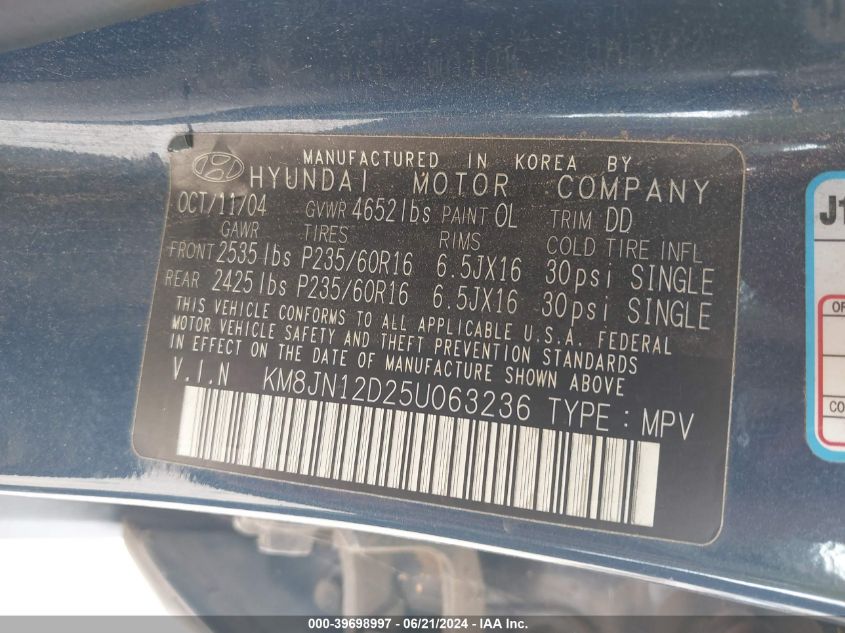 MANUFACTURED IN KOREA BY
HYUNDAI MOTOR COMPANY
OCT/11/04 GVWR 4652lbs PAINT OL TRIM DD
GAWR TIRES RIMS COLD TIRE INFL
FRONT 2535lbs P235/60R16 6.5JX16 30psi SINGLE
REAR 2425lbs P235/60R16 6.5JX16 30psi SINGLE
THIS VEHICLE CONFORMS TO ALL APPLICABLE U.S.A. FEDERAL
MOTOR VEHICLE SAFETY AND THEFT PREVENTION STANDARDS
IN EFFECT ON THE DATE OF MANUFACTURE SHOWN ABOVE
V.I.N KM8JN12D25U063236 TYPE : MPV
J1
OR
CO
000-39698997 - 06/21/2024 - IAA Inc.